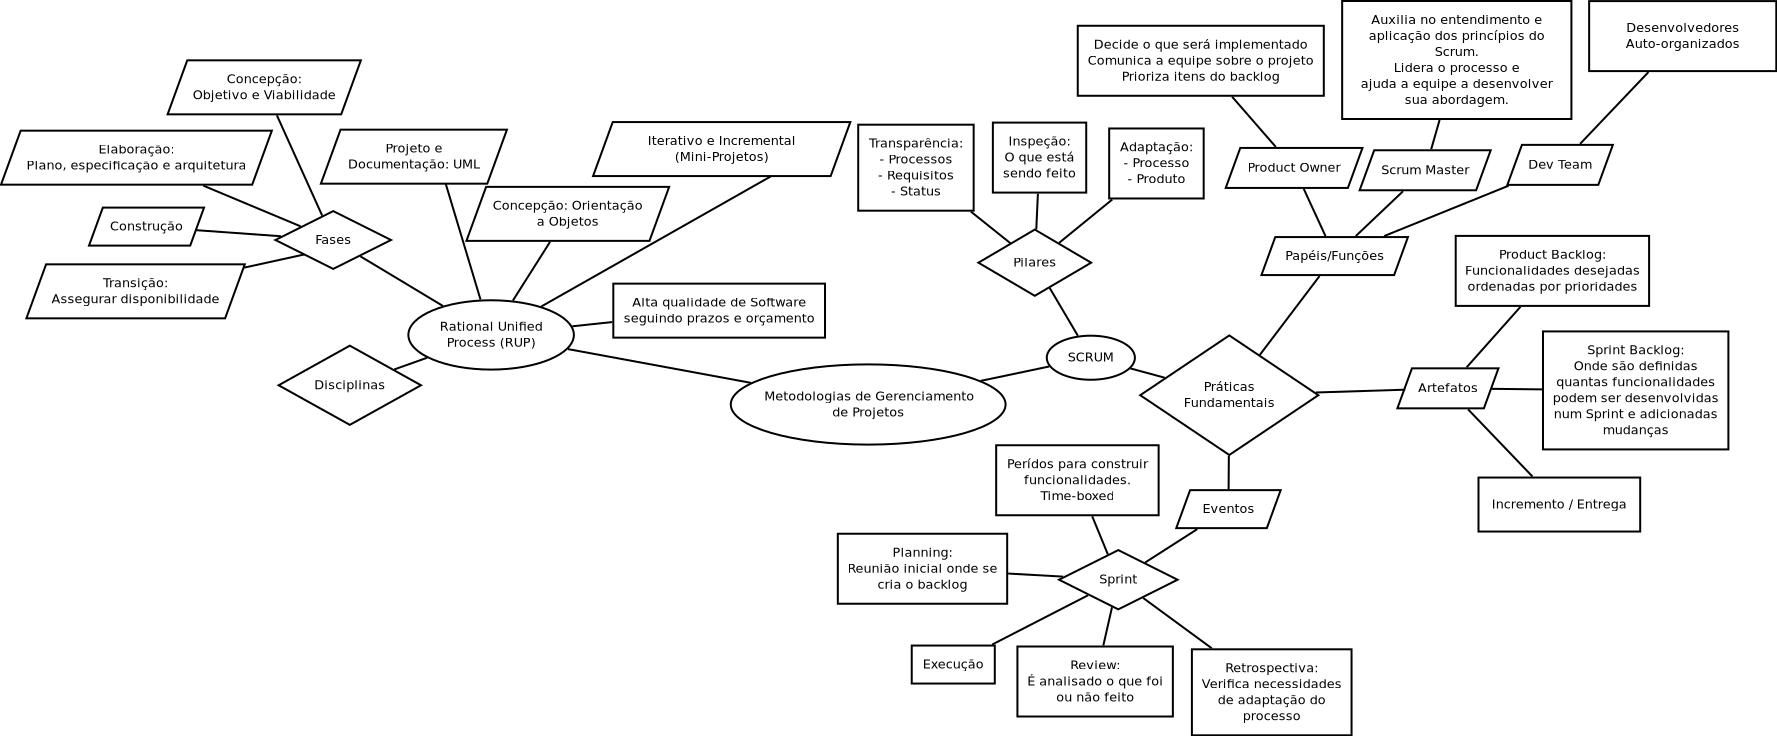 Concepção:
Objetivo e Viabilidade
Elaboração:
Plano, especificação e arquitetura
Construção
Transição:
Assegurar disponibilidade
Fases
Projeto e
Documentação: UML
Concepção: Orientação
a Objetos
Iterativo e Incremental
(Mini-Projetos)
Alta qualidade de Software
seguindo prazos e orçamento
Rational Unified
Process (RUP)
Disciplinas
Metodologias de Gerenciamento
de Projetos
SCRUM
Transparência:
- Processos
- Requisitos
- Status
Inspeção:
O que está
sendo feito
Adaptação:
- Processo
- Produto
Pilares
Decide o que será implementado
Comunica a equipe sobre o projeto
Prioriza itens do backlog
Auxilia no entendimento e
aplicação dos princípios do
Scrum.
Lidera o processo e
ajuda a equipe a desenvolver
sua abordagem.
Desenvolvedores
Auto-organizados
Product Owner
Scrum Master
Dev Team
Papéis/Funções
Práticas
Fundamentais
Product Backlog:
Funcionalidades desejadas
ordenadas por prioridades
Artefatos
Sprint Backlog:
Onde são definidas
quantas funcionalidades
podem ser desenvolvidas
num Sprint e adicionadas
mudanças
Incremento / Entrega
Eventos
Perídos para construir
funcionalidades.
Time-boxed
Sprint
Planning:
Reunião inicial onde se
cria o backlog
Execução
Review:
É analisado o que foi
ou não feito
Retrospectiva:
Verifica necessidades
de adaptação do
processo